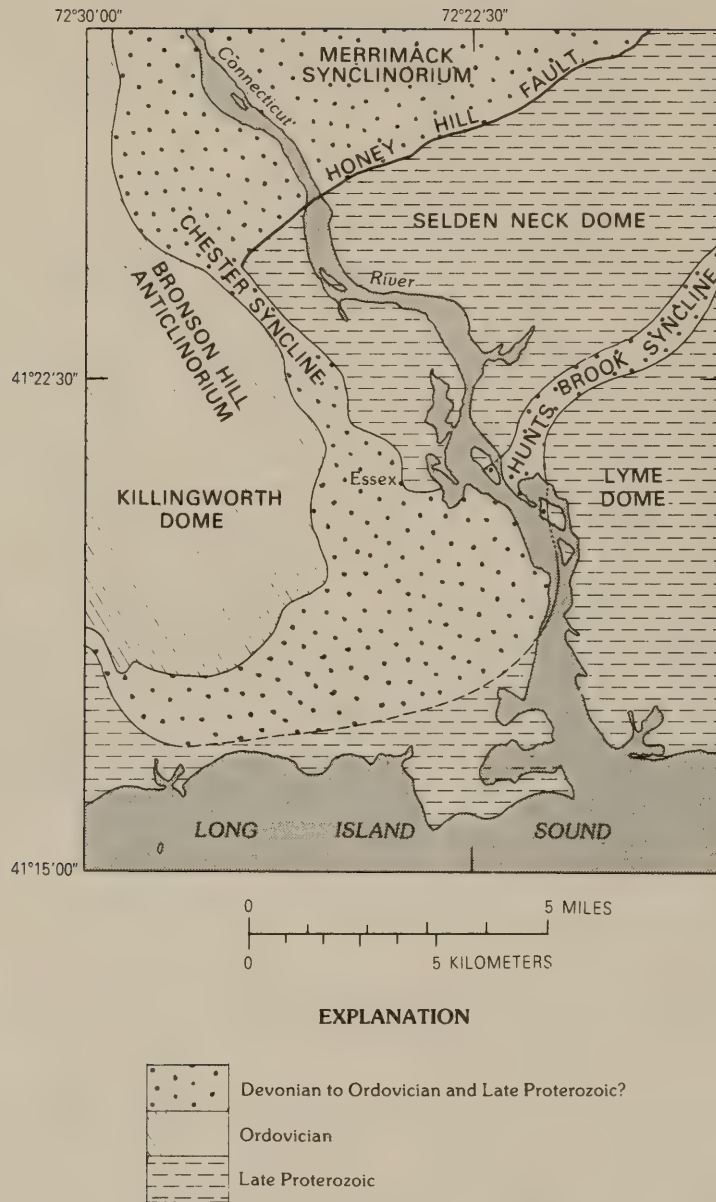 72°30'00"
72°22'30"
MERRIMACK
SYNCLINORIUM
Connecticut
HONEY HILL FAULT
SELDEN NECK DOME
CHESTER SYNCLINE
BRONSON HILL
ANTICLINORIUM
River
41°22'30"
HUNTS BROOK SYNCLINE
Essex
KILLINGWORTH
DOME
LYME
DOME
LONG ISLAND SOUND
41°15'00"
0 5 MILES
0 5 KILOMETERS
EXPLANATION
Devonian to Ordovician and Late Proterozoic?
Ordovician
Late Proterozoic